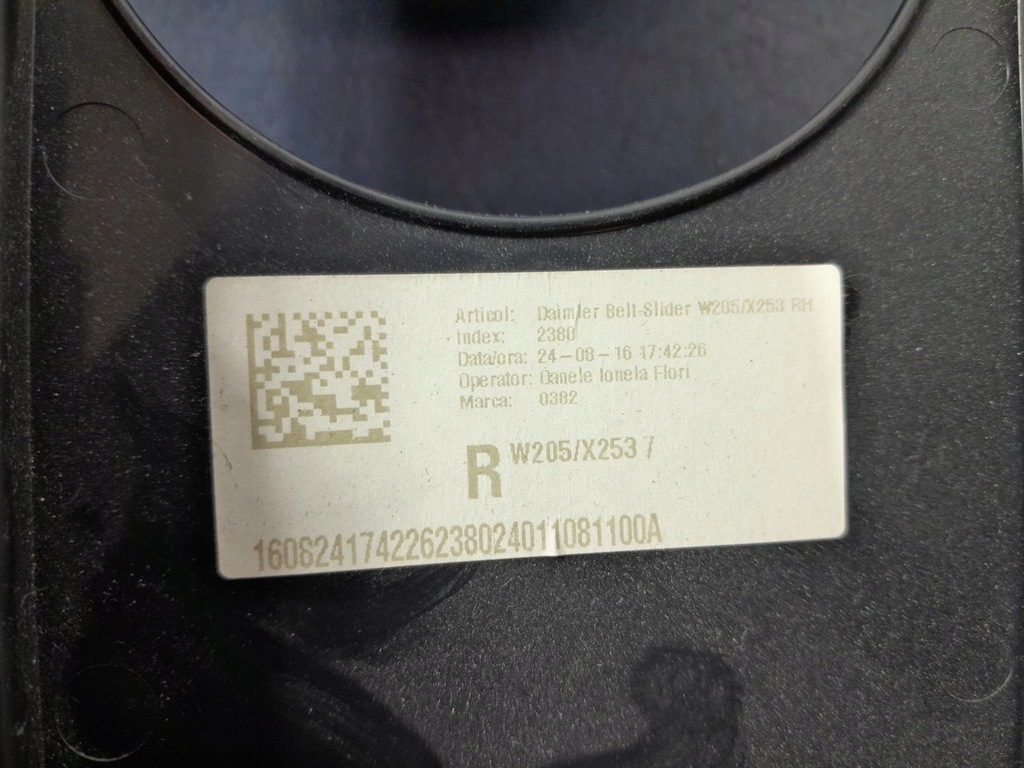 Articol: Daimler Belt-Slider W205/X253 RH
Index: 2380
Data/ora: 24-08-16 17:42:26
Operator: Danele Ionela Flori
Marca: 0382
R W205/X253 /
160824174226238024011081100A